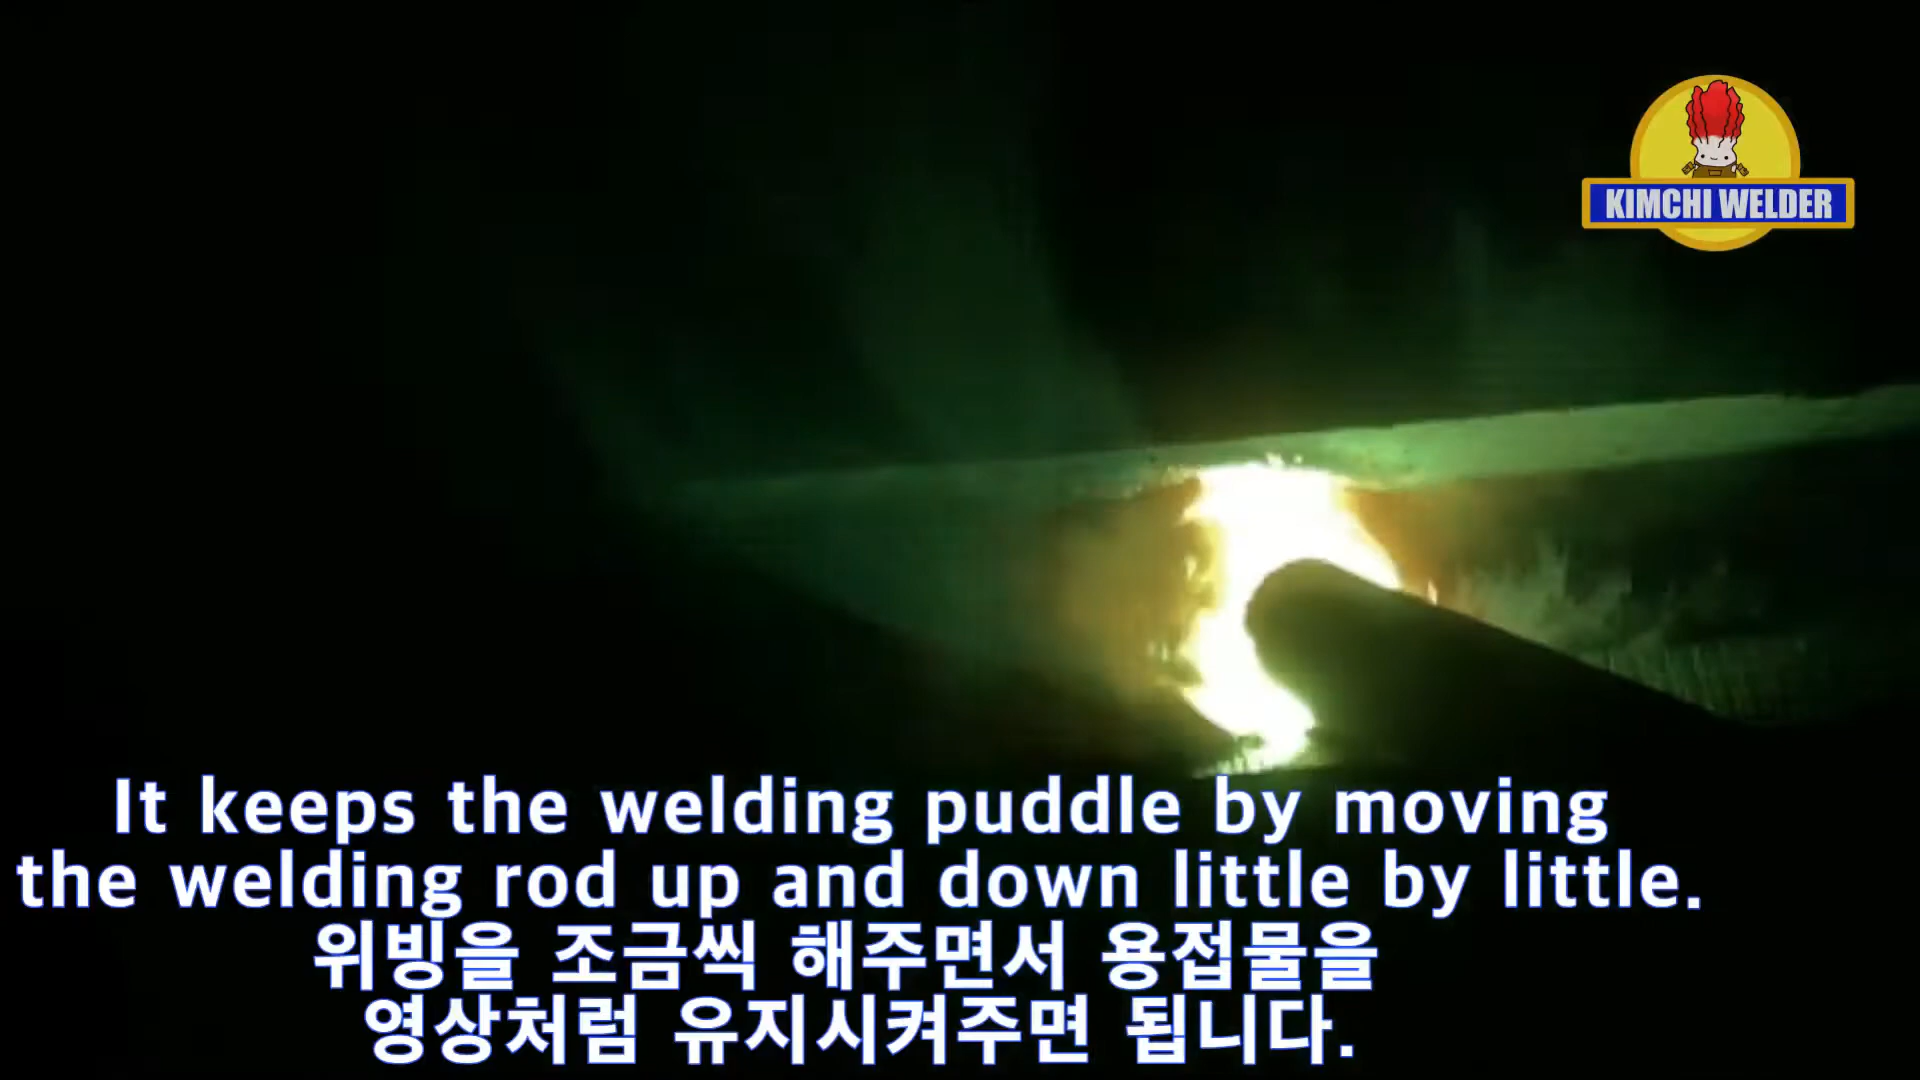 KIMCHI WELDER
It keeps the welding puddle by moving
the welding rod up and down little by little.
위빙을 조금씩 해주면서 용접물을
영상처럼 유지시켜주면 됩니다.